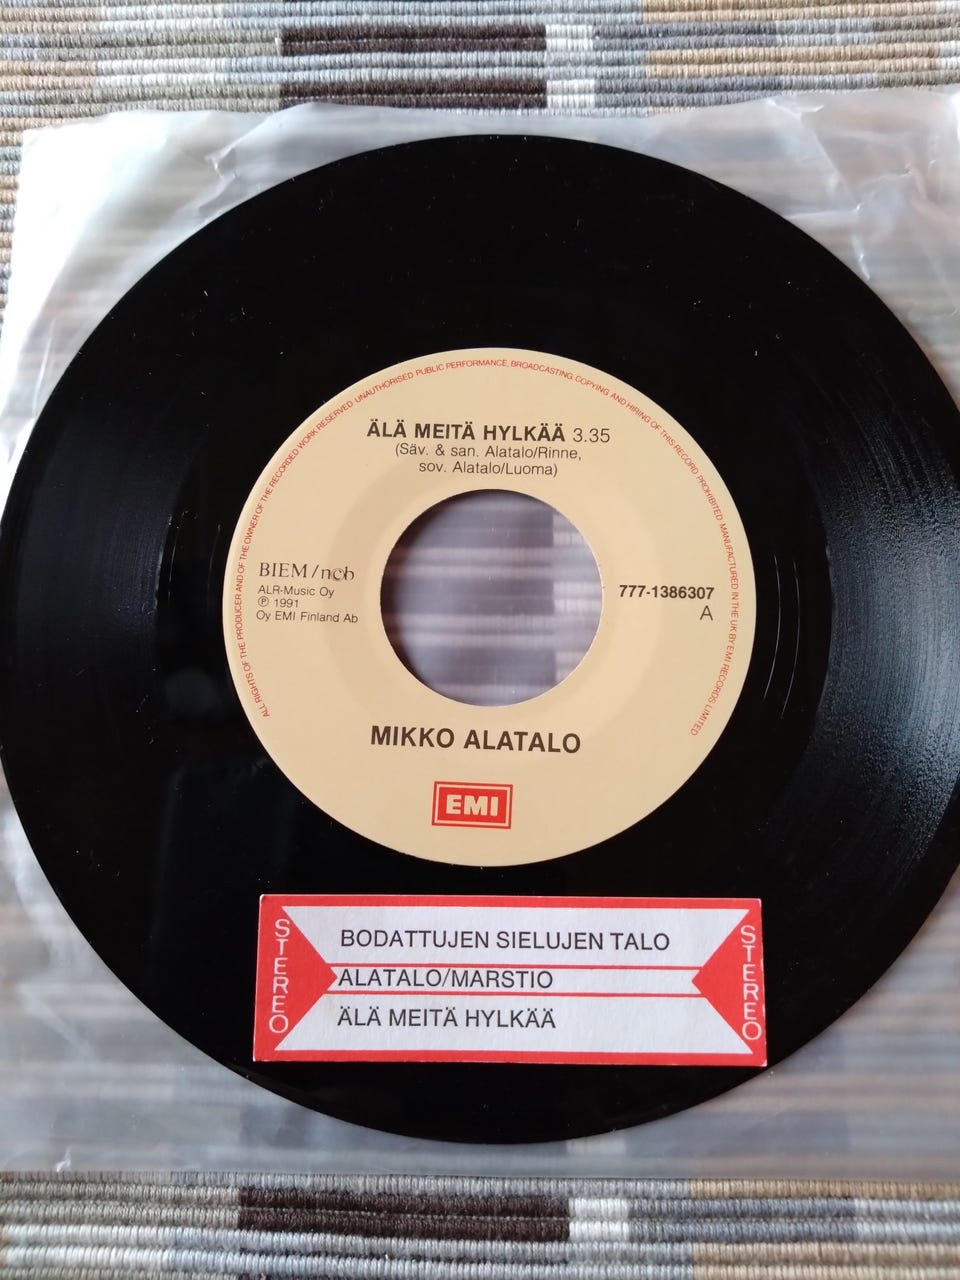 ALL RIGHTS OF THE PRODUCER AND OF THE OWNER OF THE RECORDED WORK RESERVED UNAUTHORISED PUBLIC PERFORMANCE, BROADCASTING, COPYING AND HIRING OF THIS RECORD PROHIBITED MANUFACTURED IN THE UK BY EMI RECORDS LIMITED
ÄLÄ MEITÄ HYLKÄÄ 3.35
(Säv. & san. Alatalo/Rinne,
sov. Alatalo/Luoma)
BIEM/ncb
ALR-Music Oy
℗ 1991
Oy EMI Finland Ab
777-1386307
A
MIKKO ALATALO
EMI
STEREO
BODATTUJEN SIELUJEN TALO
ALATALO/MARSTIO
ÄLÄ MEITÄ HYLKÄÄ
STEREO